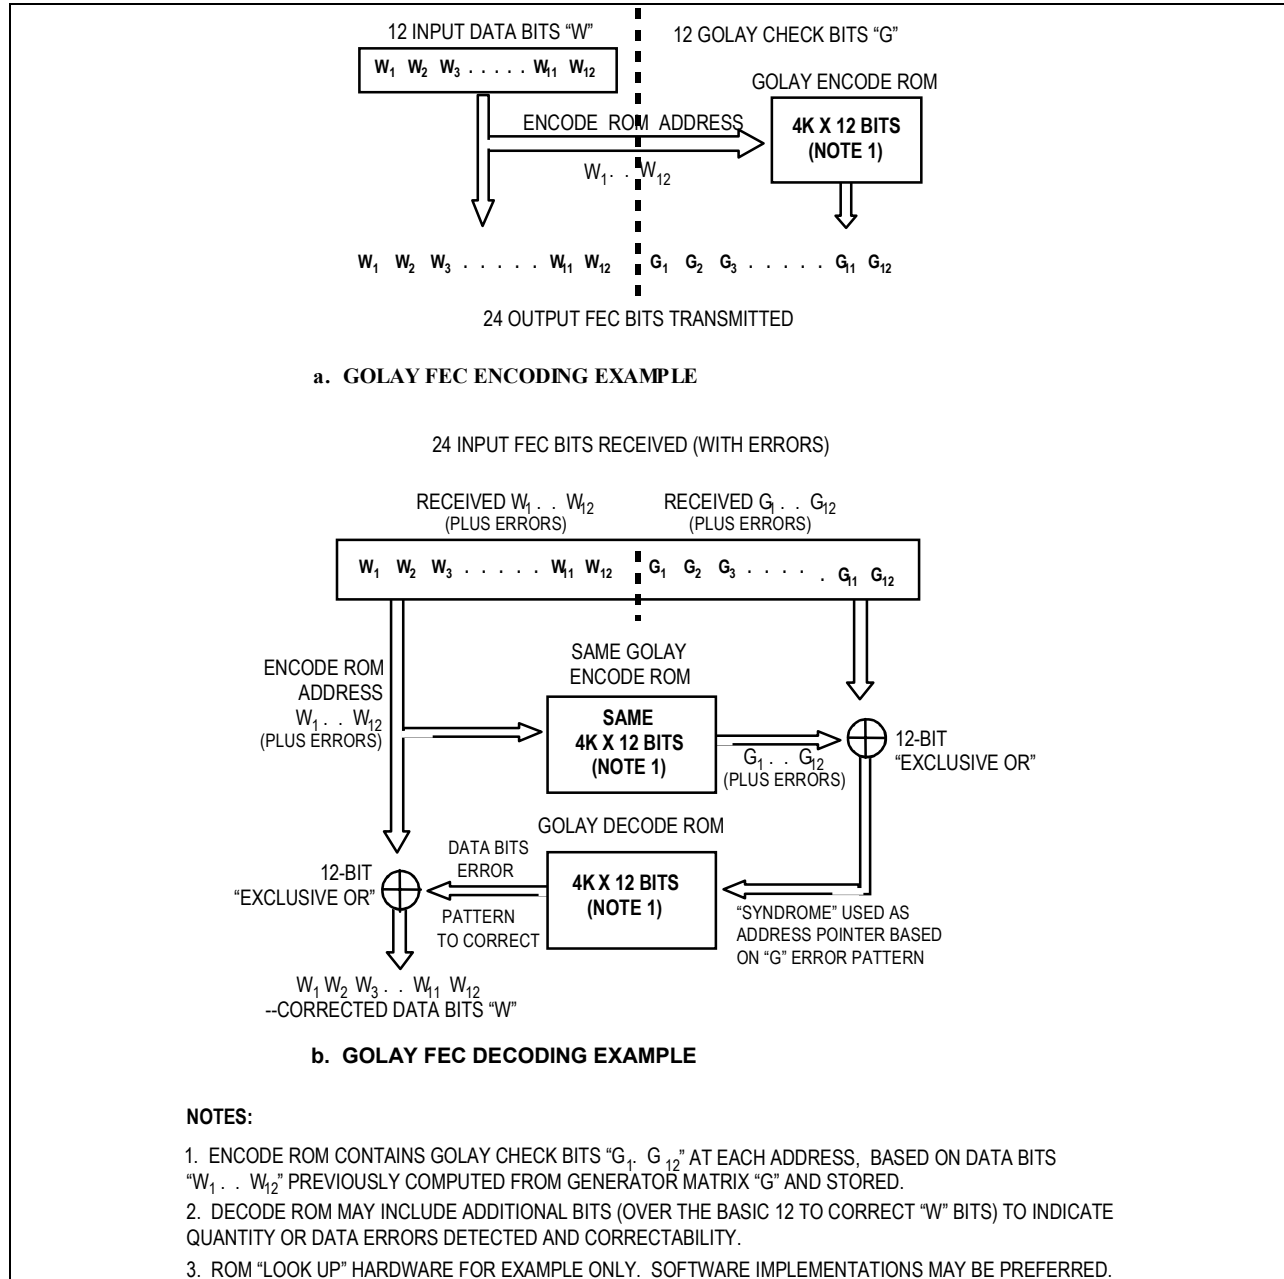 12 INPUT DATA BITS “W”
12 GOLAY CHECK BITS “G”
W1 W2 W3 . . . . . W11 W12
GOLAY ENCODE ROM
ENCODE ROM ADDRESS
4K X 12 BITS
(NOTE 1)
W1 . . W12
W1 W2 W3 . . . . . W11 W12 G1 G2 G3 . . . . . G11 G12
24 OUTPUT FEC BITS TRANSMITTED
a. GOLAY FEC ENCODING EXAMPLE
24 INPUT FEC BITS RECEIVED (WITH ERRORS)
RECEIVED W1 . . W12
(PLUS ERRORS)
RECEIVED G1 . . G12
(PLUS ERRORS)
W1 W2 W3 . . . . . W11 W12 G1 G2 G3 . . . . . G11 G12
ENCODE ROM
ADDRESS
W1 . . W12
(PLUS ERRORS)
SAME GOLAY
ENCODE ROM
SAME
4K X 12 BITS
(NOTE 1)
G1 . . G12
(PLUS ERRORS)
12-BIT
“EXCLUSIVE OR”
GOLAY DECODE ROM
DATA BITS
ERROR
PATTERN
TO CORRECT
12-BIT
“EXCLUSIVE OR”
4K X 12 BITS
(NOTE 1)
“SYNDROME” USED AS
ADDRESS POINTER BASED
ON “G” ERROR PATTERN
W1 W2 W3 . . W11 W12
--CORRECTED DATA BITS “W”
b. GOLAY FEC DECODING EXAMPLE
NOTES:
1. ENCODE ROM CONTAINS GOLAY CHECK BITS “G1. G12” AT EACH ADDRESS, BASED ON DATA BITS
“W1 . . W12” PREVIOUSLY COMPUTED FROM GENERATOR MATRIX “G” AND STORED.
2. DECODE ROM MAY INCLUDE ADDITIONAL BITS (OVER THE BASIC 12 TO CORRECT “W” BITS) TO INDICATE
QUANTITY OR DATA ERRORS DETECTED AND CORRECTABILITY.
3. ROM “LOOK UP” HARDWARE FOR EXAMPLE ONLY. SOFTWARE IMPLEMENTATIONS MAY BE PREFERRED.